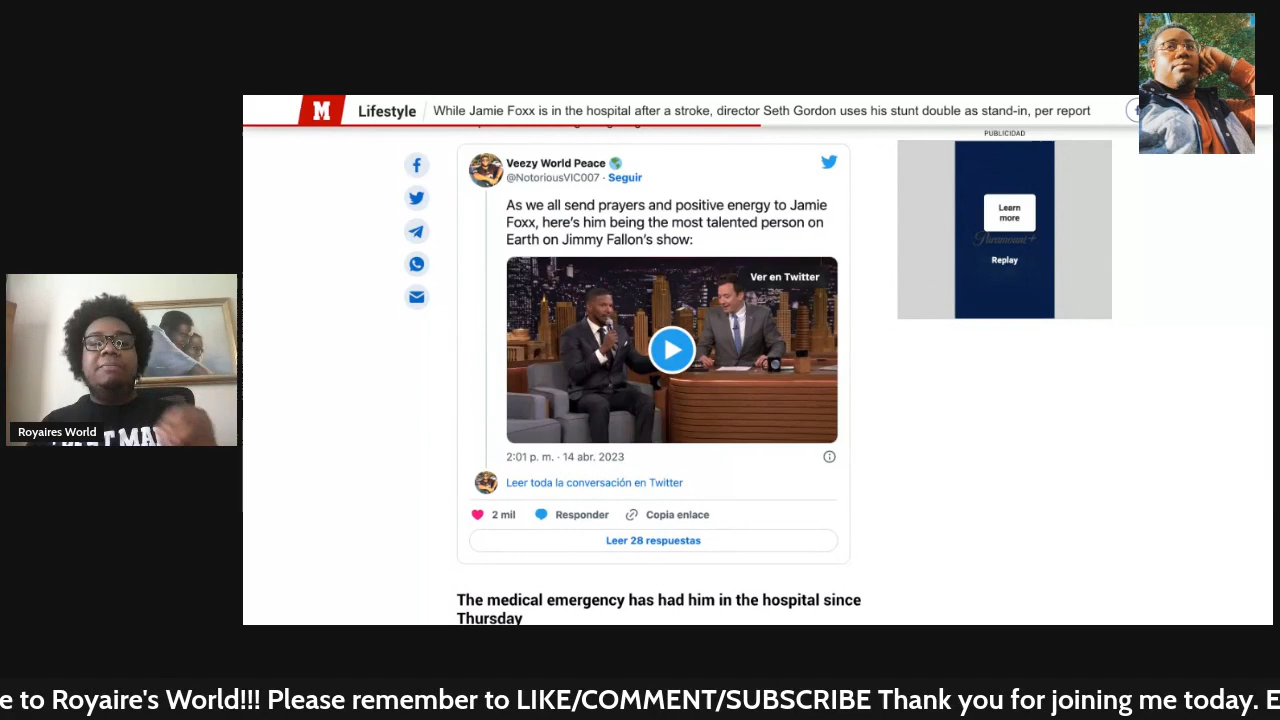 M Lifestyle While Jamie Foxx is in the hospital after a stroke, director Seth Gordon uses his stunt double as stand-in, per report
PUBLICIDAD
Veezy World Peace
@NotoriousVIC007 · Seguir
As we all send prayers and positive energy to Jamie
Foxx, here's him being the most talented person on
Earth on Jimmy Fallon's show:
Ver en Twitter
2:01 p. m. · 14 abr. 2023
Leer toda la conversación en Twitter
2 mil Responder Copia enlace
Leer 28 respuestas
The medical emergency has had him in the hospital since
Thursday
Learn
more
Paramount+
Replay
Royaires World
e to Royaire's World!!! Please remember to LIKE/COMMENT/SUBSCRIBE Thank you for joining me today. E